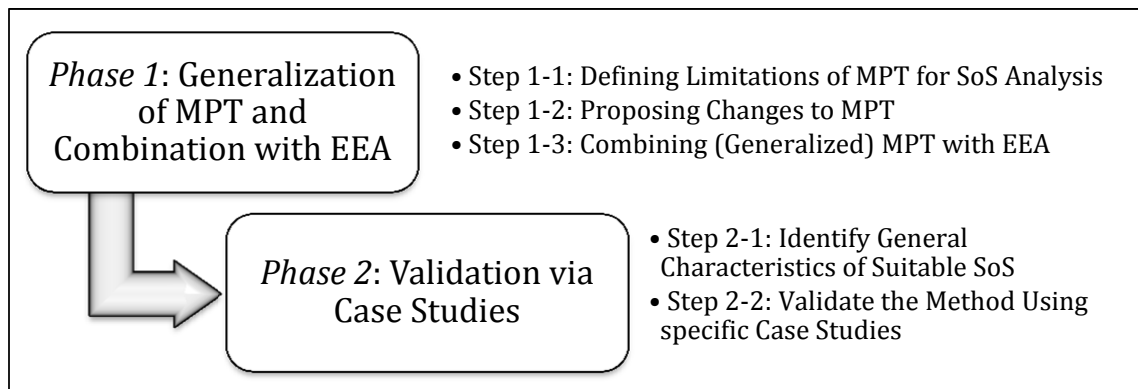 Phase 1: Generalization
of MPT and
Combination with EEA
• Step 1-1: Defining Limitations of MPT for SoS Analysis
• Step 1-2: Proposing Changes to MPT
• Step 1-3: Combining (Generalized) MPT with EEA
Phase 2: Validation via
Case Studies
• Step 2-1: Identify General
Characteristics of Suitable SoS
• Step 2-2: Validate the Method Using
specific Case Studies